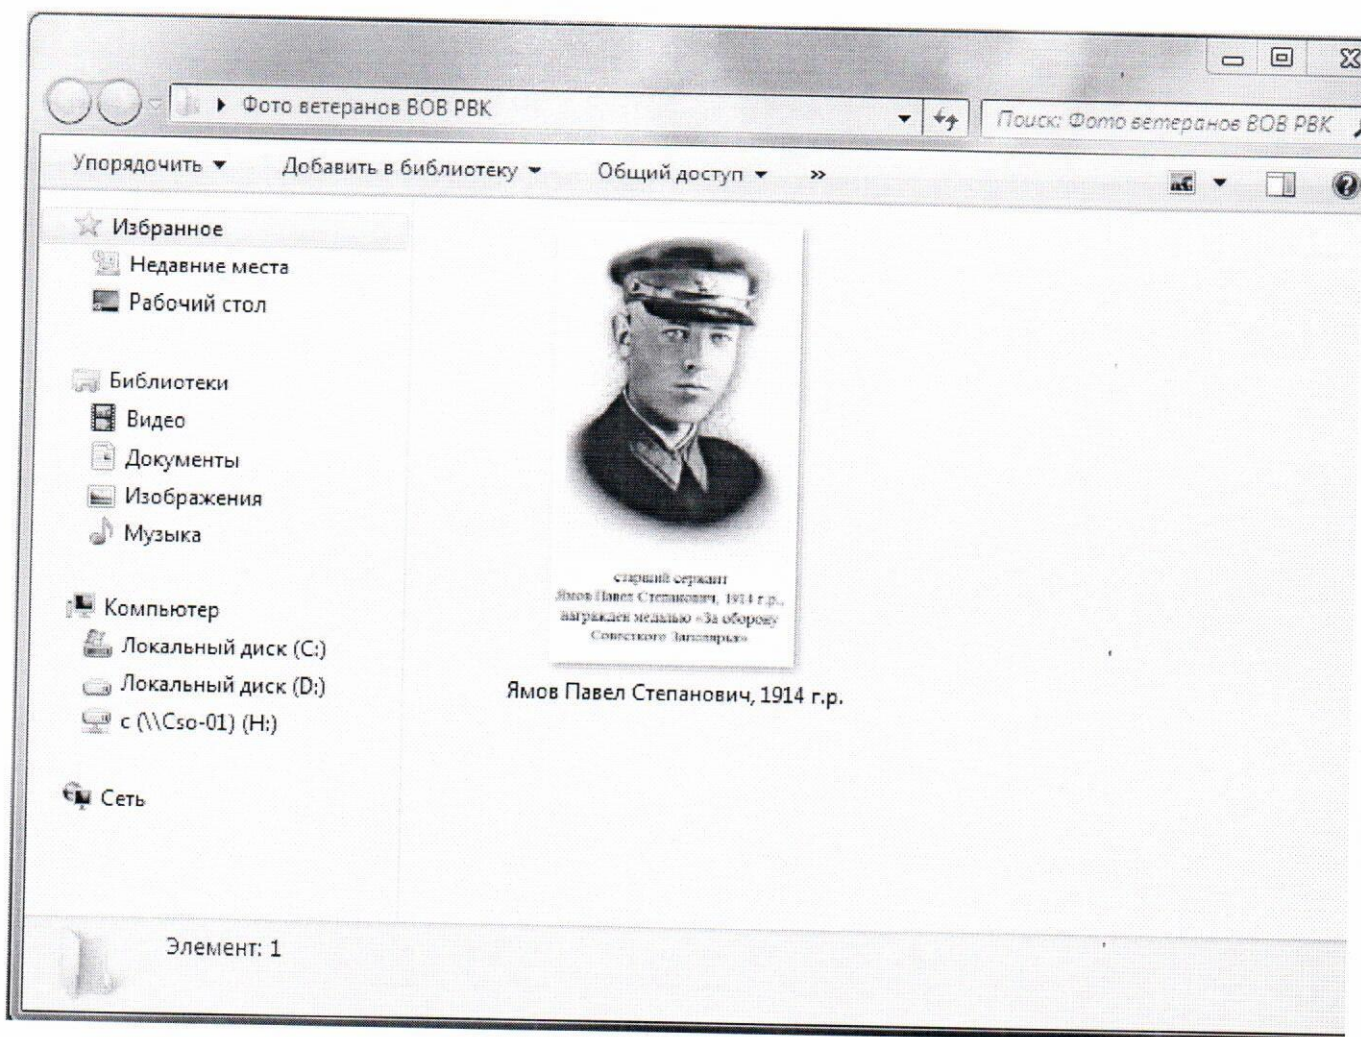 Фото ветеранов ВОВ РВК
Поиск: Фото ветеранов ВОВ РВК
Упорядочить
Добавить в библиотеку
Общий доступ
»
Избранное
Недавние места
Рабочий стол
Библиотеки
Видео
Документы
Изображения
Музыка
Компьютер
Локальный диск (C:)
Локальный диск (D:)
с (\\Cso-01) (H:)
Сеть
старший сержант
Ямов Павел Степанович, 1914 г.р.,
награжден медалью «За оборону
Советского Заполярья»
Ямов Павел Степанович, 1914 г.р.
Элемент: 1